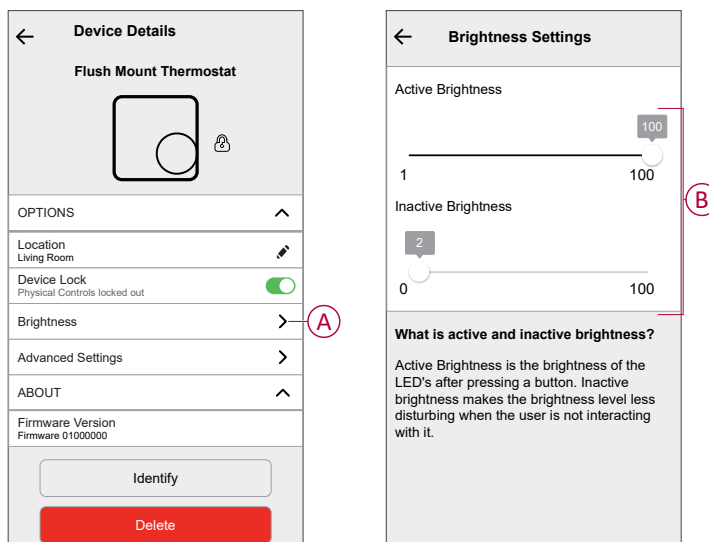 Device Details
Flush Mount Thermostat
OPTIONS
Location
Living Room
Device Lock
Physical Controls locked out
Brightness
A
Advanced Settings
ABOUT
Firmware Version
Firmware 01000000
Identify
Delete
Brightness Settings
Active Brightness
100
1 100
Inactive Brightness
2
0 100
B
What is active and inactive brightness?
Active Brightness is the brightness of the
LED's after pressing a button. Inactive
brightness makes the brightness level less
disturbing when the user is not interacting
with it.